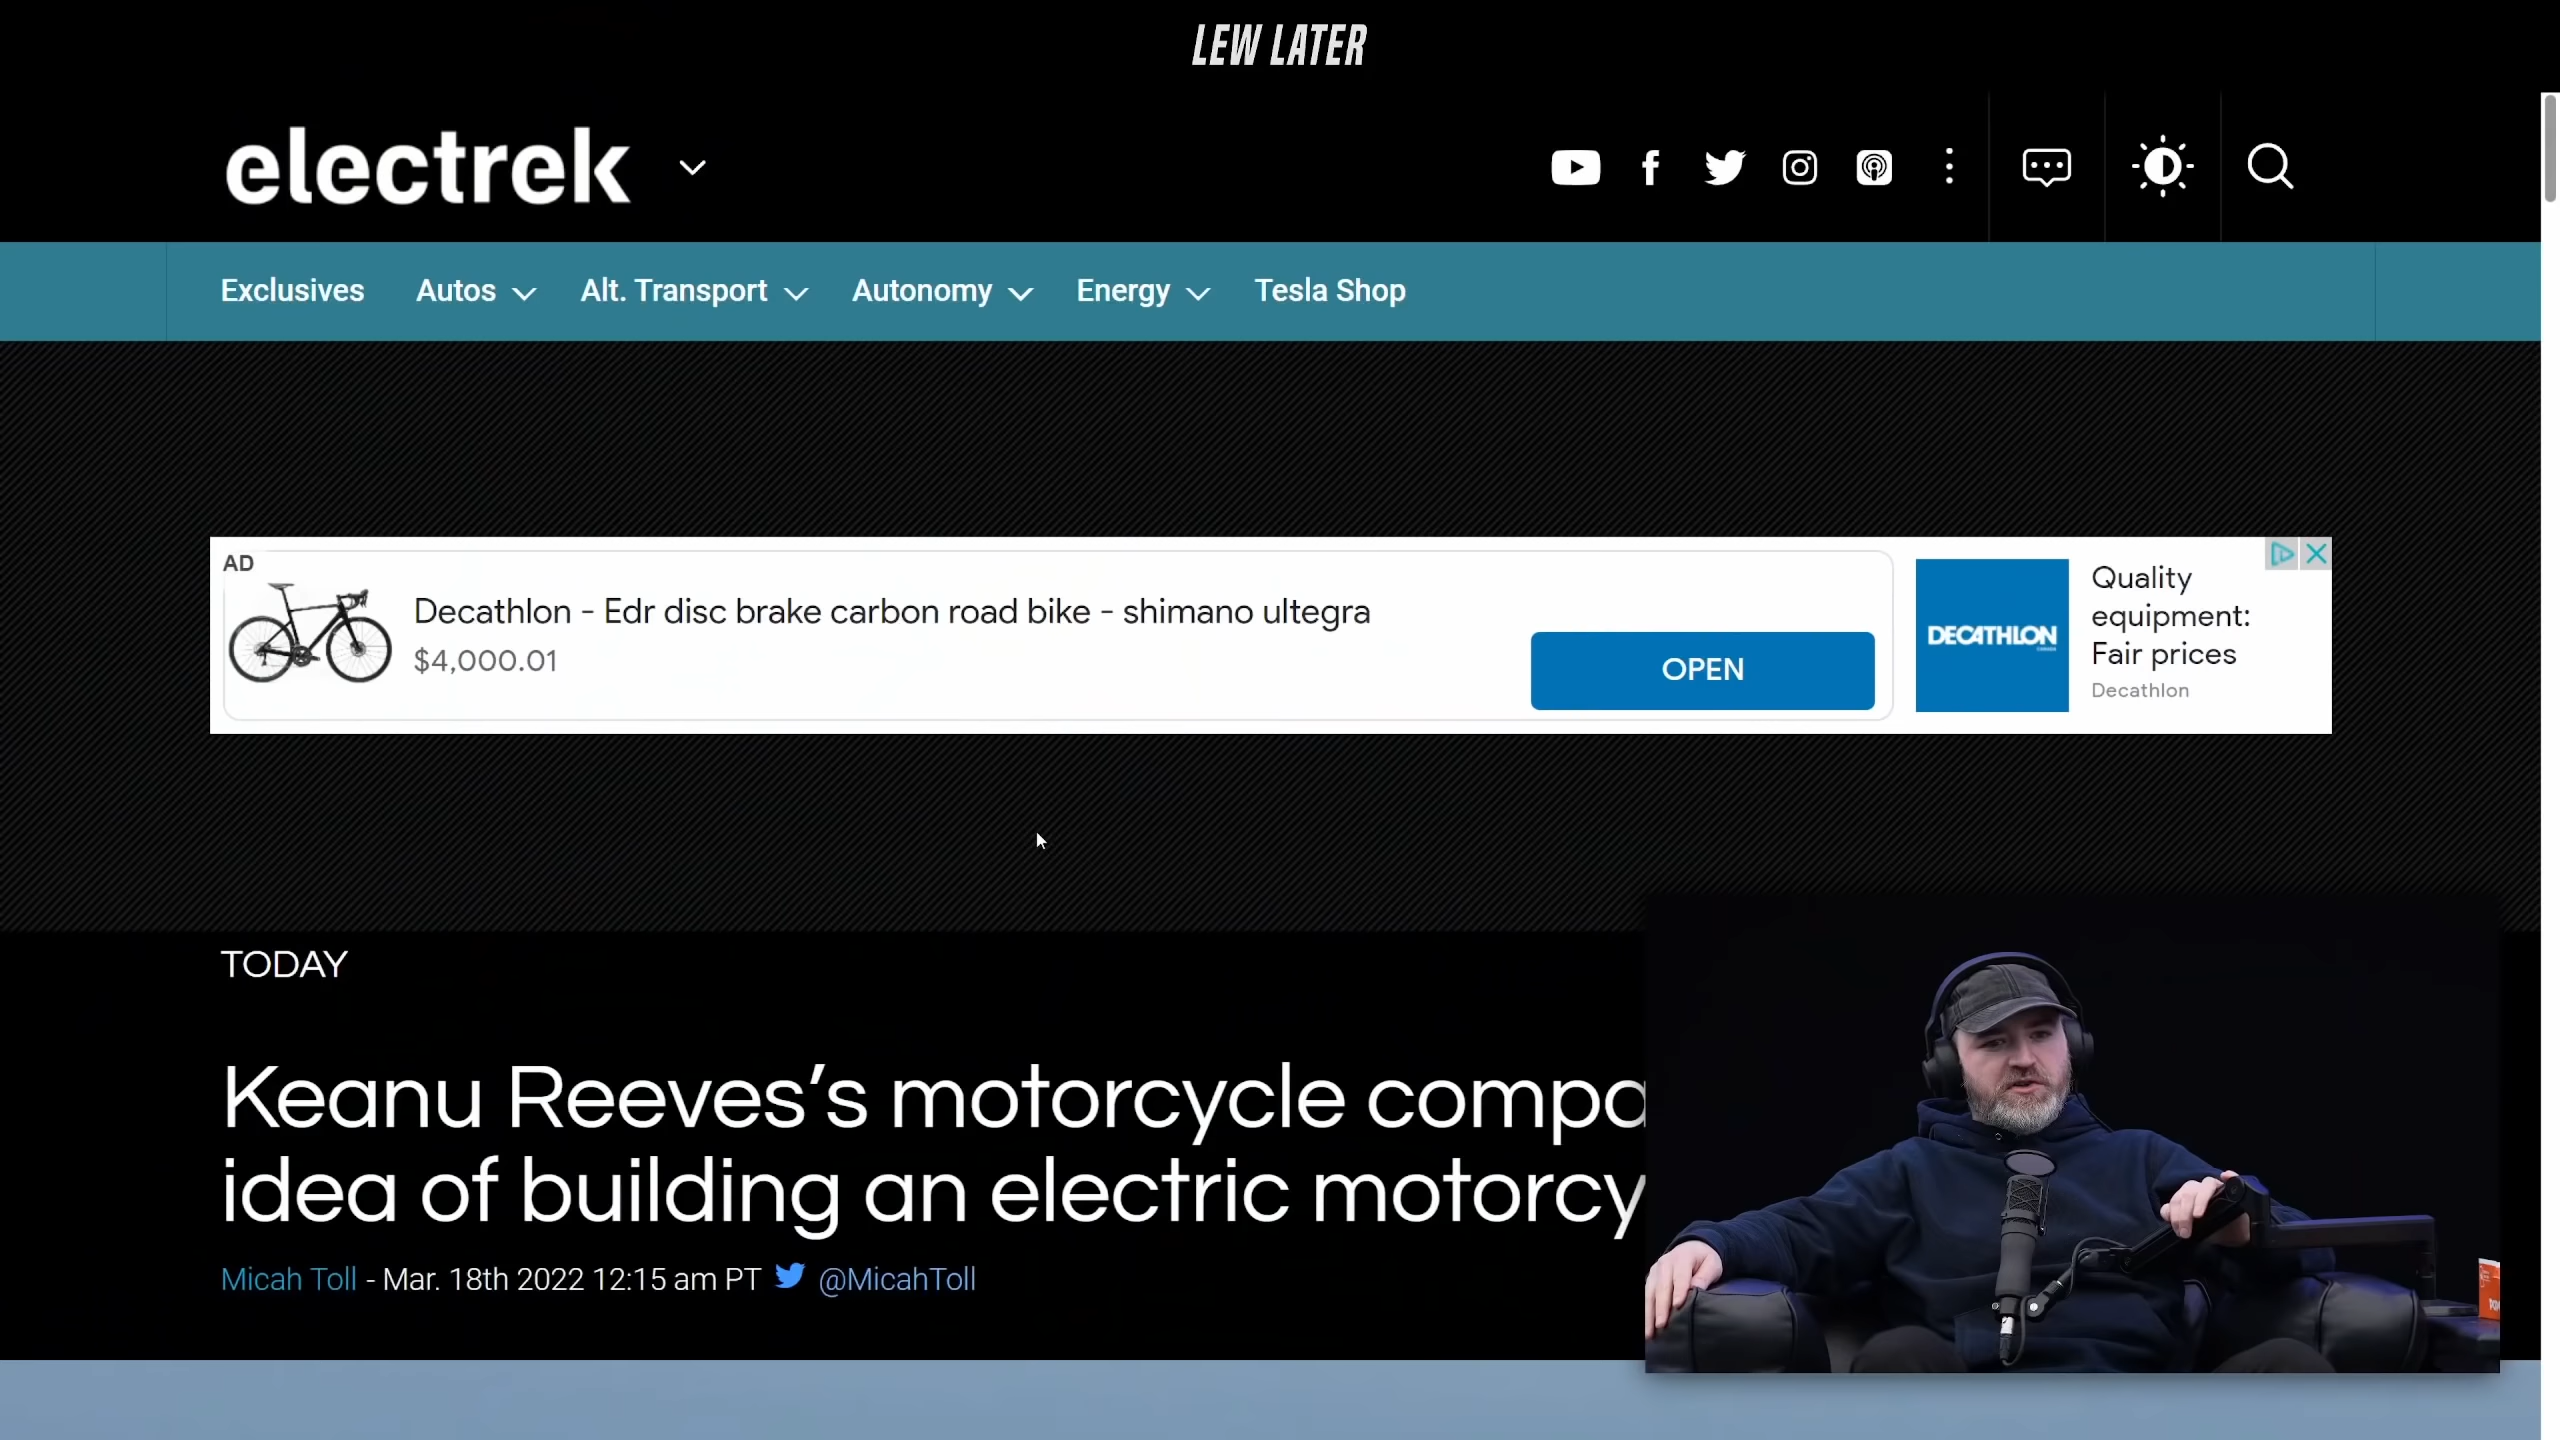 LEW LATER
electrek
Exclusives Autos Alt. Transport Autonomy Energy Tesla Shop
AD
Decathlon - Edr disc brake carbon road bike - shimano ultegra
$4,000.01
OPEN
DECATHLON
Quality
equipment:
Fair prices
Decathlon
TODAY
Keanu Reeves’s motorcycle
idea of building an electric
Micah Toll - Mar. 18th 2022 12:15 am PT @MicahToll